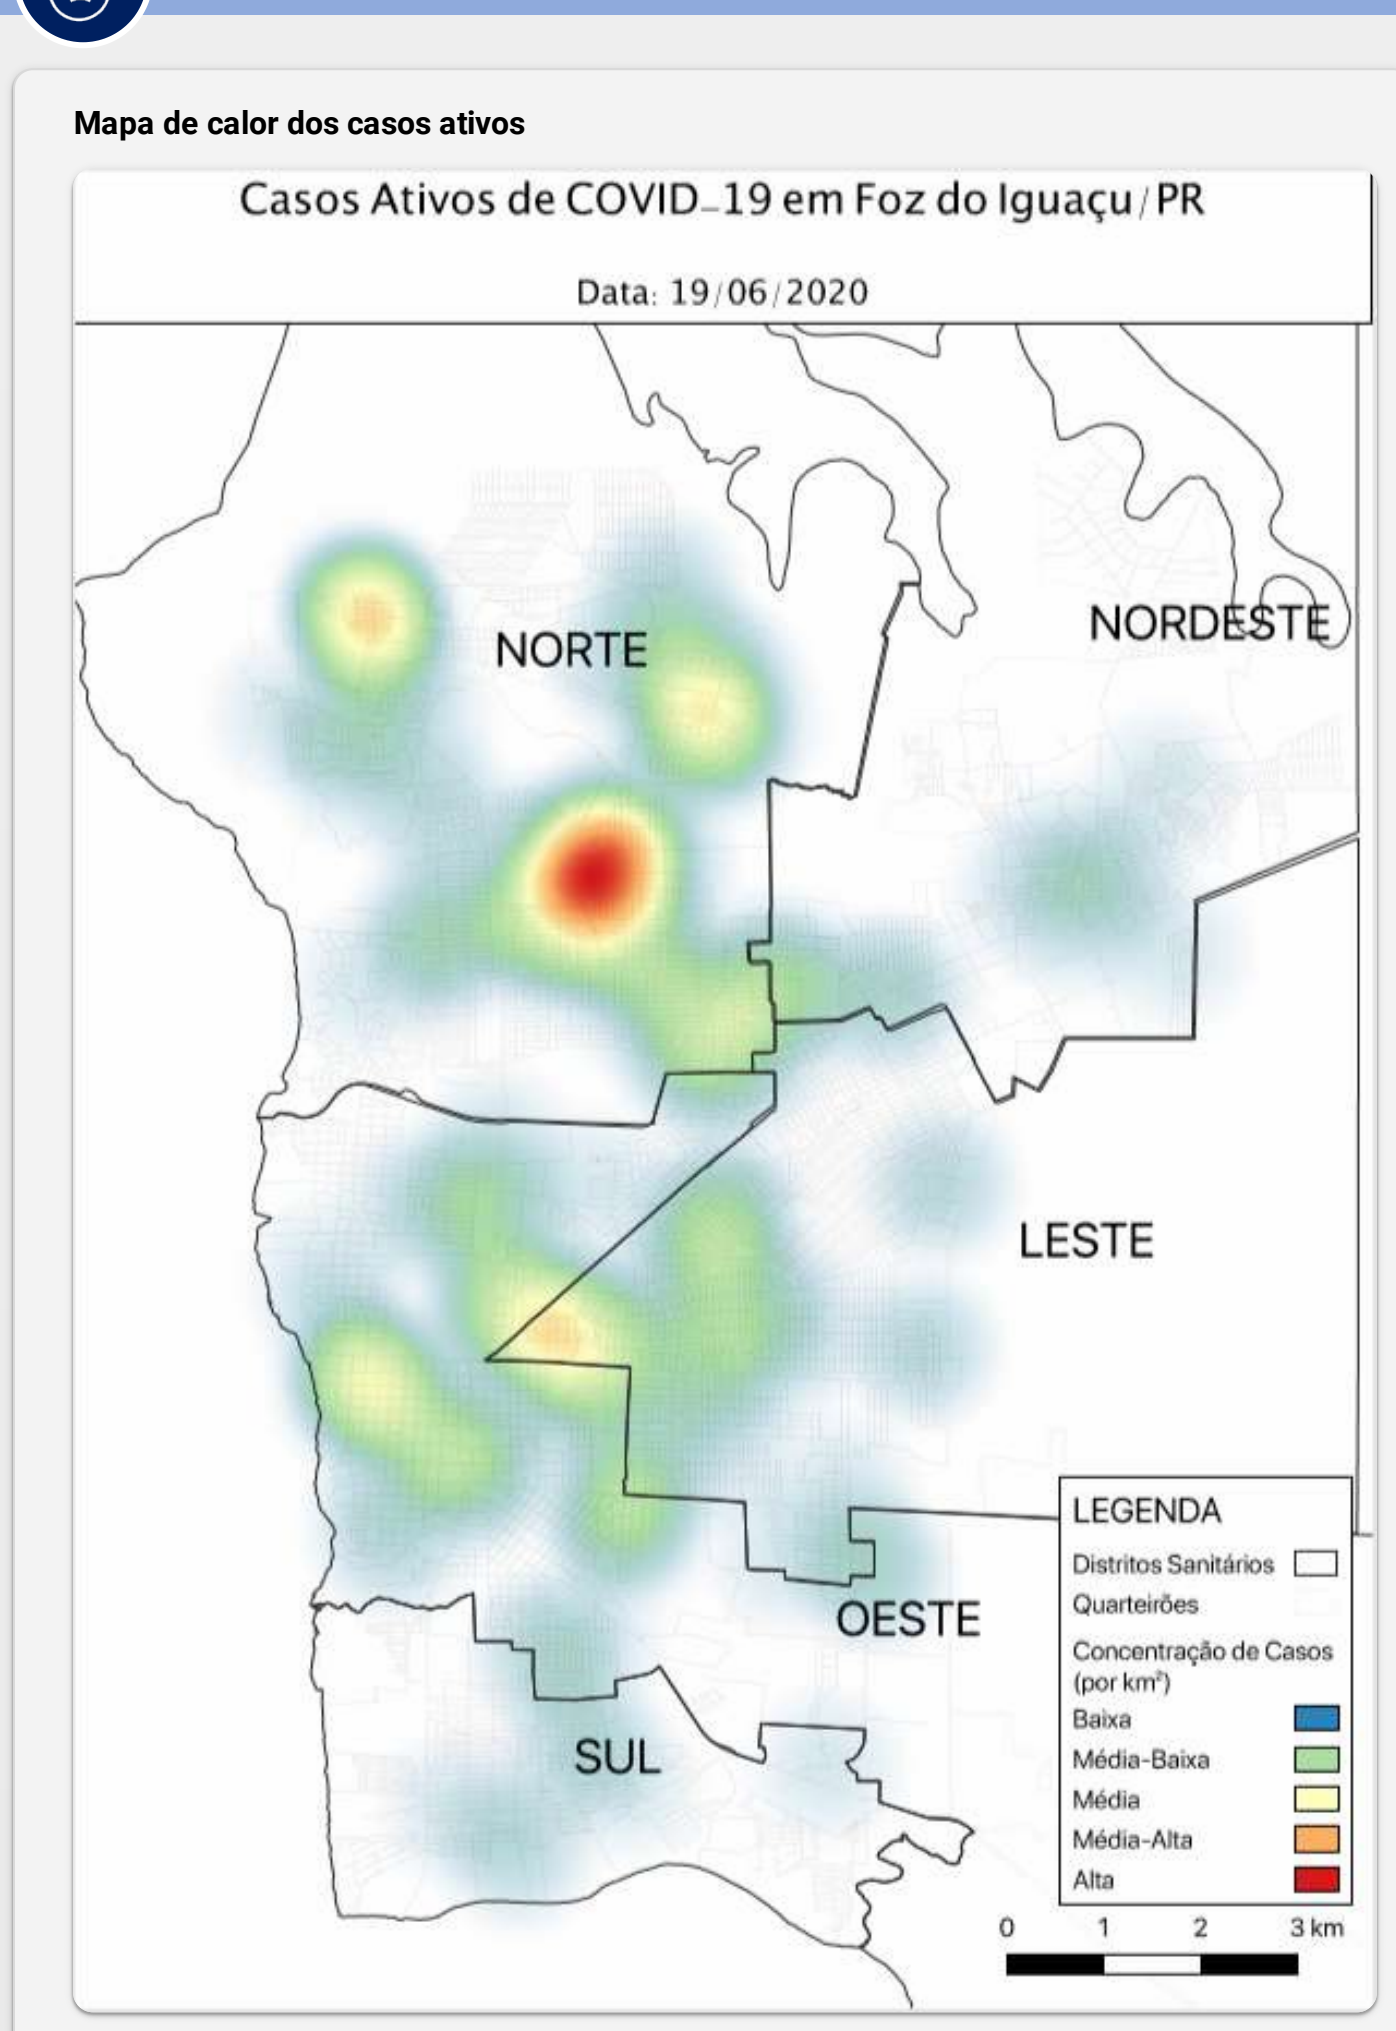 Mapa de calor dos casos ativos
Casos Ativos de COVID-19 em Foz do Iguaçu/PR
Data: 19/06/2020
NORTE
NORDESTE
LESTE
OESTE
SUL
LEGENDA
Distritos Sanitários
Quarteirões
Concentração de Casos
(por km²)
Baixa
Média-Baixa
Média
Média-Alta
Alta
0 1 2 3 km